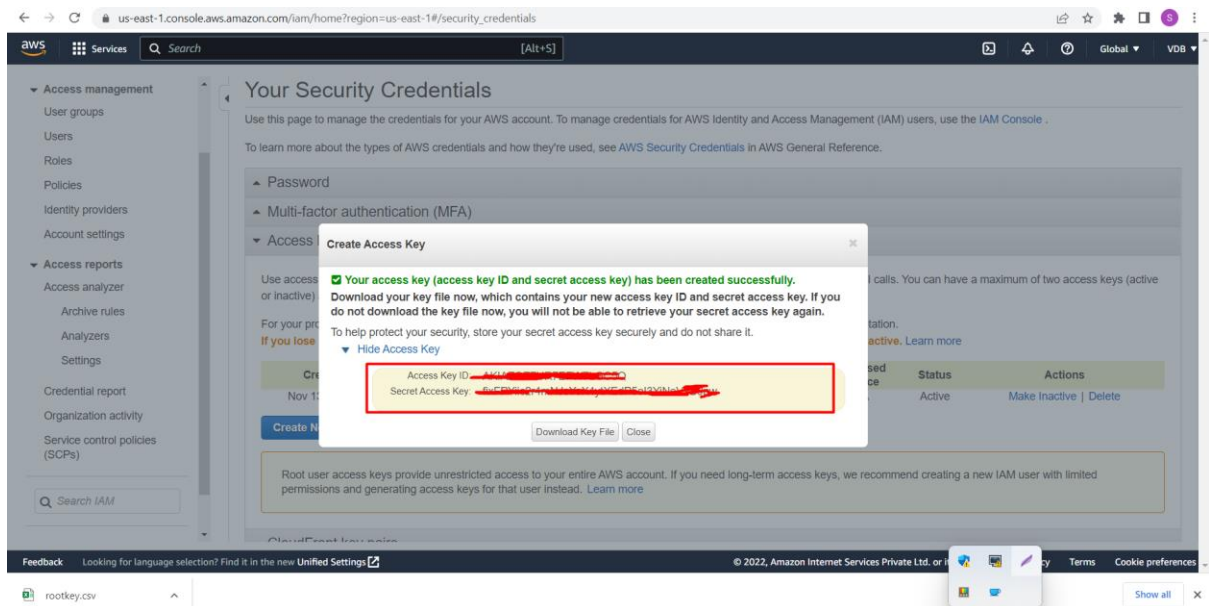 us-east-1.console.aws.amazon.com/iam/home?region=us-east-1#/security_credentials
S
aws Services Search [Alt+S] Global VDB
Access management
User groups
Users
Roles
Policies
Identity providers
Account settings
Access reports
Access analyzer
Archive rules
Analyzers
Settings
Credential report
Organization activity
Service control policies
(SCPs)
Search IAM
Your Security Credentials
Use this page to manage the credentials for your AWS account. To manage credentials for AWS Identity and Access Management (IAM) users, use the IAM Console .
To learn more about the types of AWS credentials and how they're used, see AWS Security Credentials in AWS General Reference.
Password
Multi-factor authentication (MFA)
Access
Use access calls. You can have a maximum of two access keys (active
or inactive)
For your
If you lose active. Learn more
Status Actions
Nov Active Make Inactive | Delete
Create
Create Access Key
Your access key (access key ID and secret access key) has been created successfully.
Download your key file now, which contains your new access key ID and secret access key. If you
do not download the key file now, you will not be able to retrieve your secret access key again.
To help protect your security, store your secret access key securely and do not share it.
Hide Access Key
Access Key ID:
Secret Access Key:
Download Key File Close
Root user access keys provide unrestricted access to your entire AWS account. If you need long-term access keys, we recommend creating a new IAM user with limited
permissions and generating access keys for that user instead. Learn more
Feedback Looking for language selection? Find it in the new Unified Settings © 2022, Amazon Internet Services Private Ltd. or Terms Cookie preferences
rootkey.csv Show all